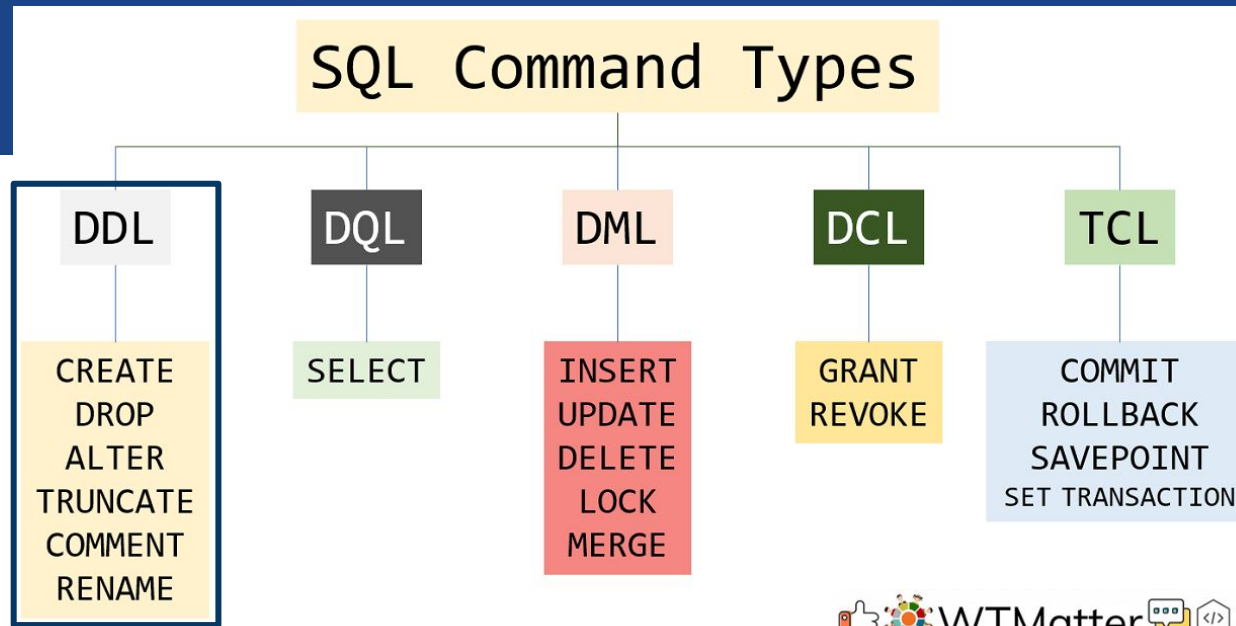 SQL Command Types
DDL
DQL
DML
DCL
TCL
CREATE
DROP
ALTER
TRUNCATE
COMMENT
RENAME
SELECT
INSERT
UPDATE
DELETE
LOCK
MERGE
GRANT
REVOKE
COMMIT
ROLLBACK
SAVEPOINT
SET TRANSACTION
WTMatter